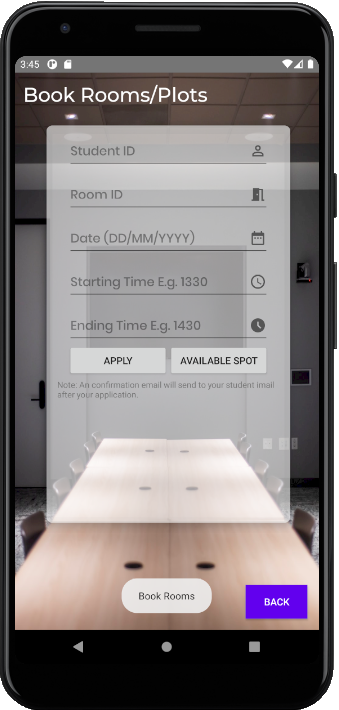 3:45
Book Rooms/Plots
Student ID
Room ID
Date (DD/MM/YYYY)
Starting Time E.g. 1330
Ending Time E.g. 1430
APPLY AVAILABLE SPOT
Note: An confirmation email will send to your student imail
after your application.
Book Rooms
BACK